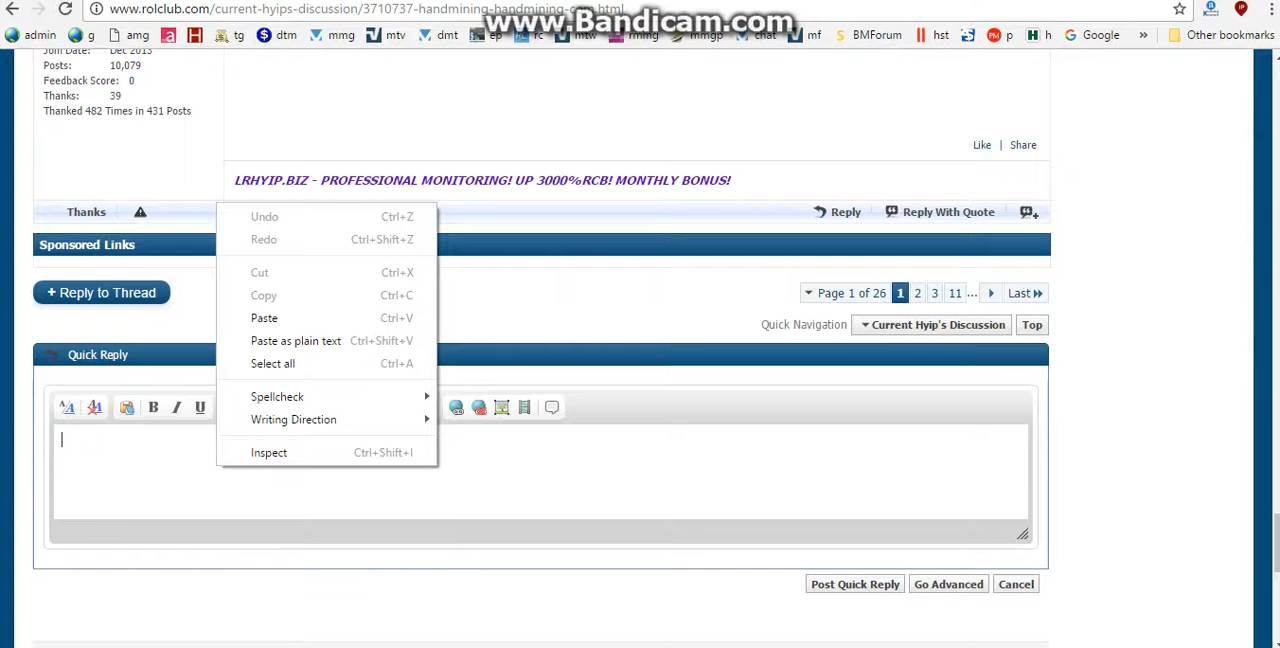 www.rolclub.com/current-hyips-discussion/3710737-handmining-handmining-com.html
www.Bandicam.com
admin g amg tg dtm mmg mtv dmt ep rc mtw rmmg mmgp chat mf BMForum hst p h Google » Other bookmarks
Join Date: Dec 2013
Posts: 10,079
Feedback Score: 0
Thanks: 39
Thanked 482 Times in 431 Posts
Like | Share
LRHYIP.BIZ - PROFESSIONAL MONITORING! UP 3000%RCB! MONTHLY BONUS!
Thanks Reply Reply With Quote
Undo Ctrl+Z
Redo Ctrl+Shift+Z
Cut Ctrl+X
Copy Ctrl+C
Paste Ctrl+V
Paste as plain text Ctrl+Shift+V
Select all Ctrl+A
Spellcheck
Writing Direction
Inspect Ctrl+Shift+I
Sponsored Links
+ Reply to Thread
Page 1 of 26 1 2 3 11 ... Last
Quick Navigation Current Hyip's Discussion Top
Quick Reply
B I U
Post Quick Reply Go Advanced Cancel